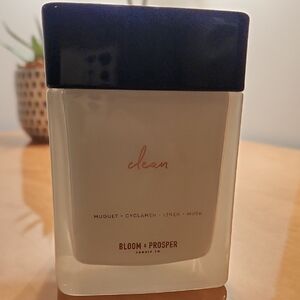 clean
MUGUET • CYCLAMEN • LINEN • MUSK
BLOOM & PROSPER
CANDLE CO